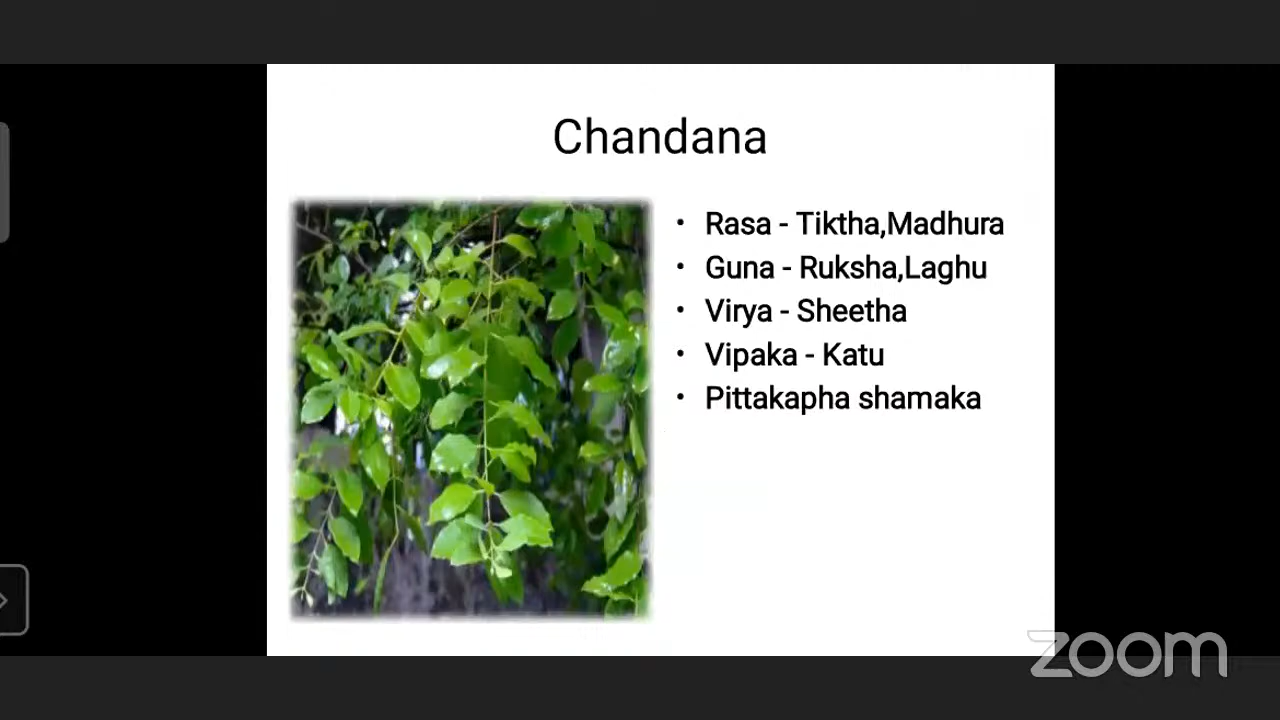 Chandana
• Rasa - Tiktha,Madhura
• Guna - Ruksha,Laghu
• Virya - Sheetha
• Vipaka - Katu
• Pittakapha shamaka
zoom